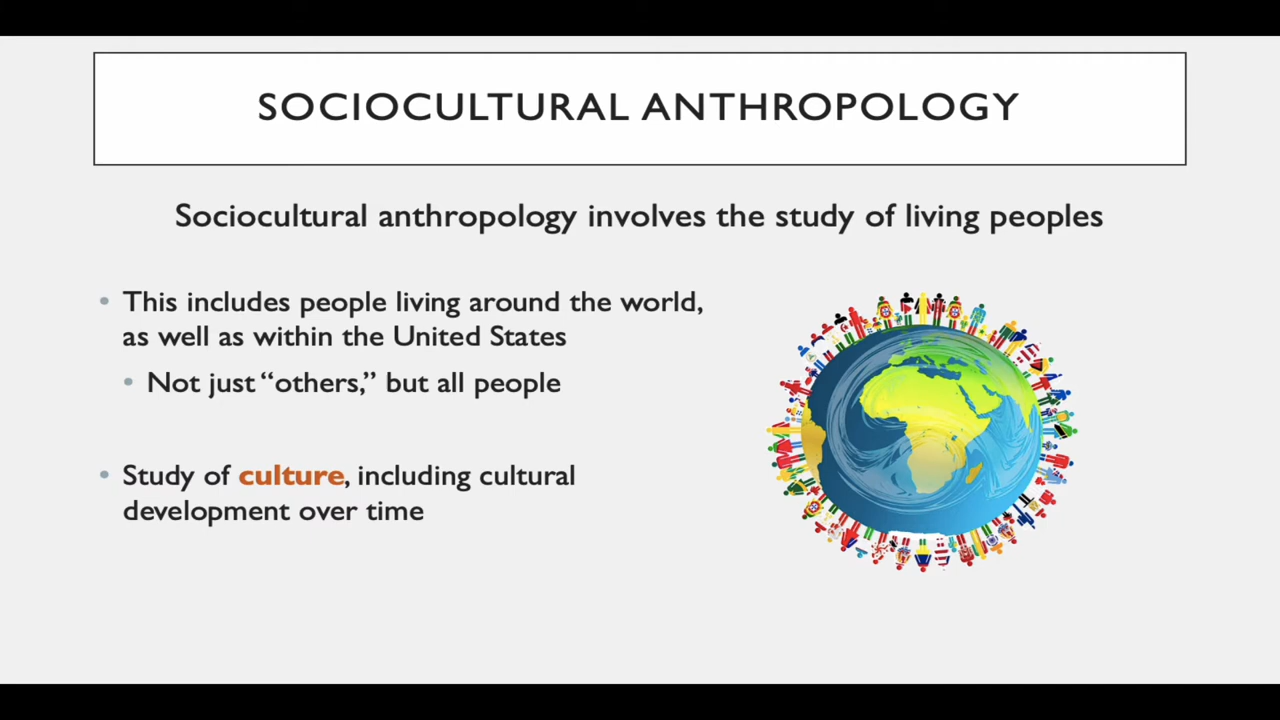 SOCIOCULTURAL ANTHROPOLOGY
Sociocultural anthropology involves the study of living peoples
• This includes people living around the world,
as well as within the United States
• Not just “others,” but all people
• Study of culture, including cultural
development over time